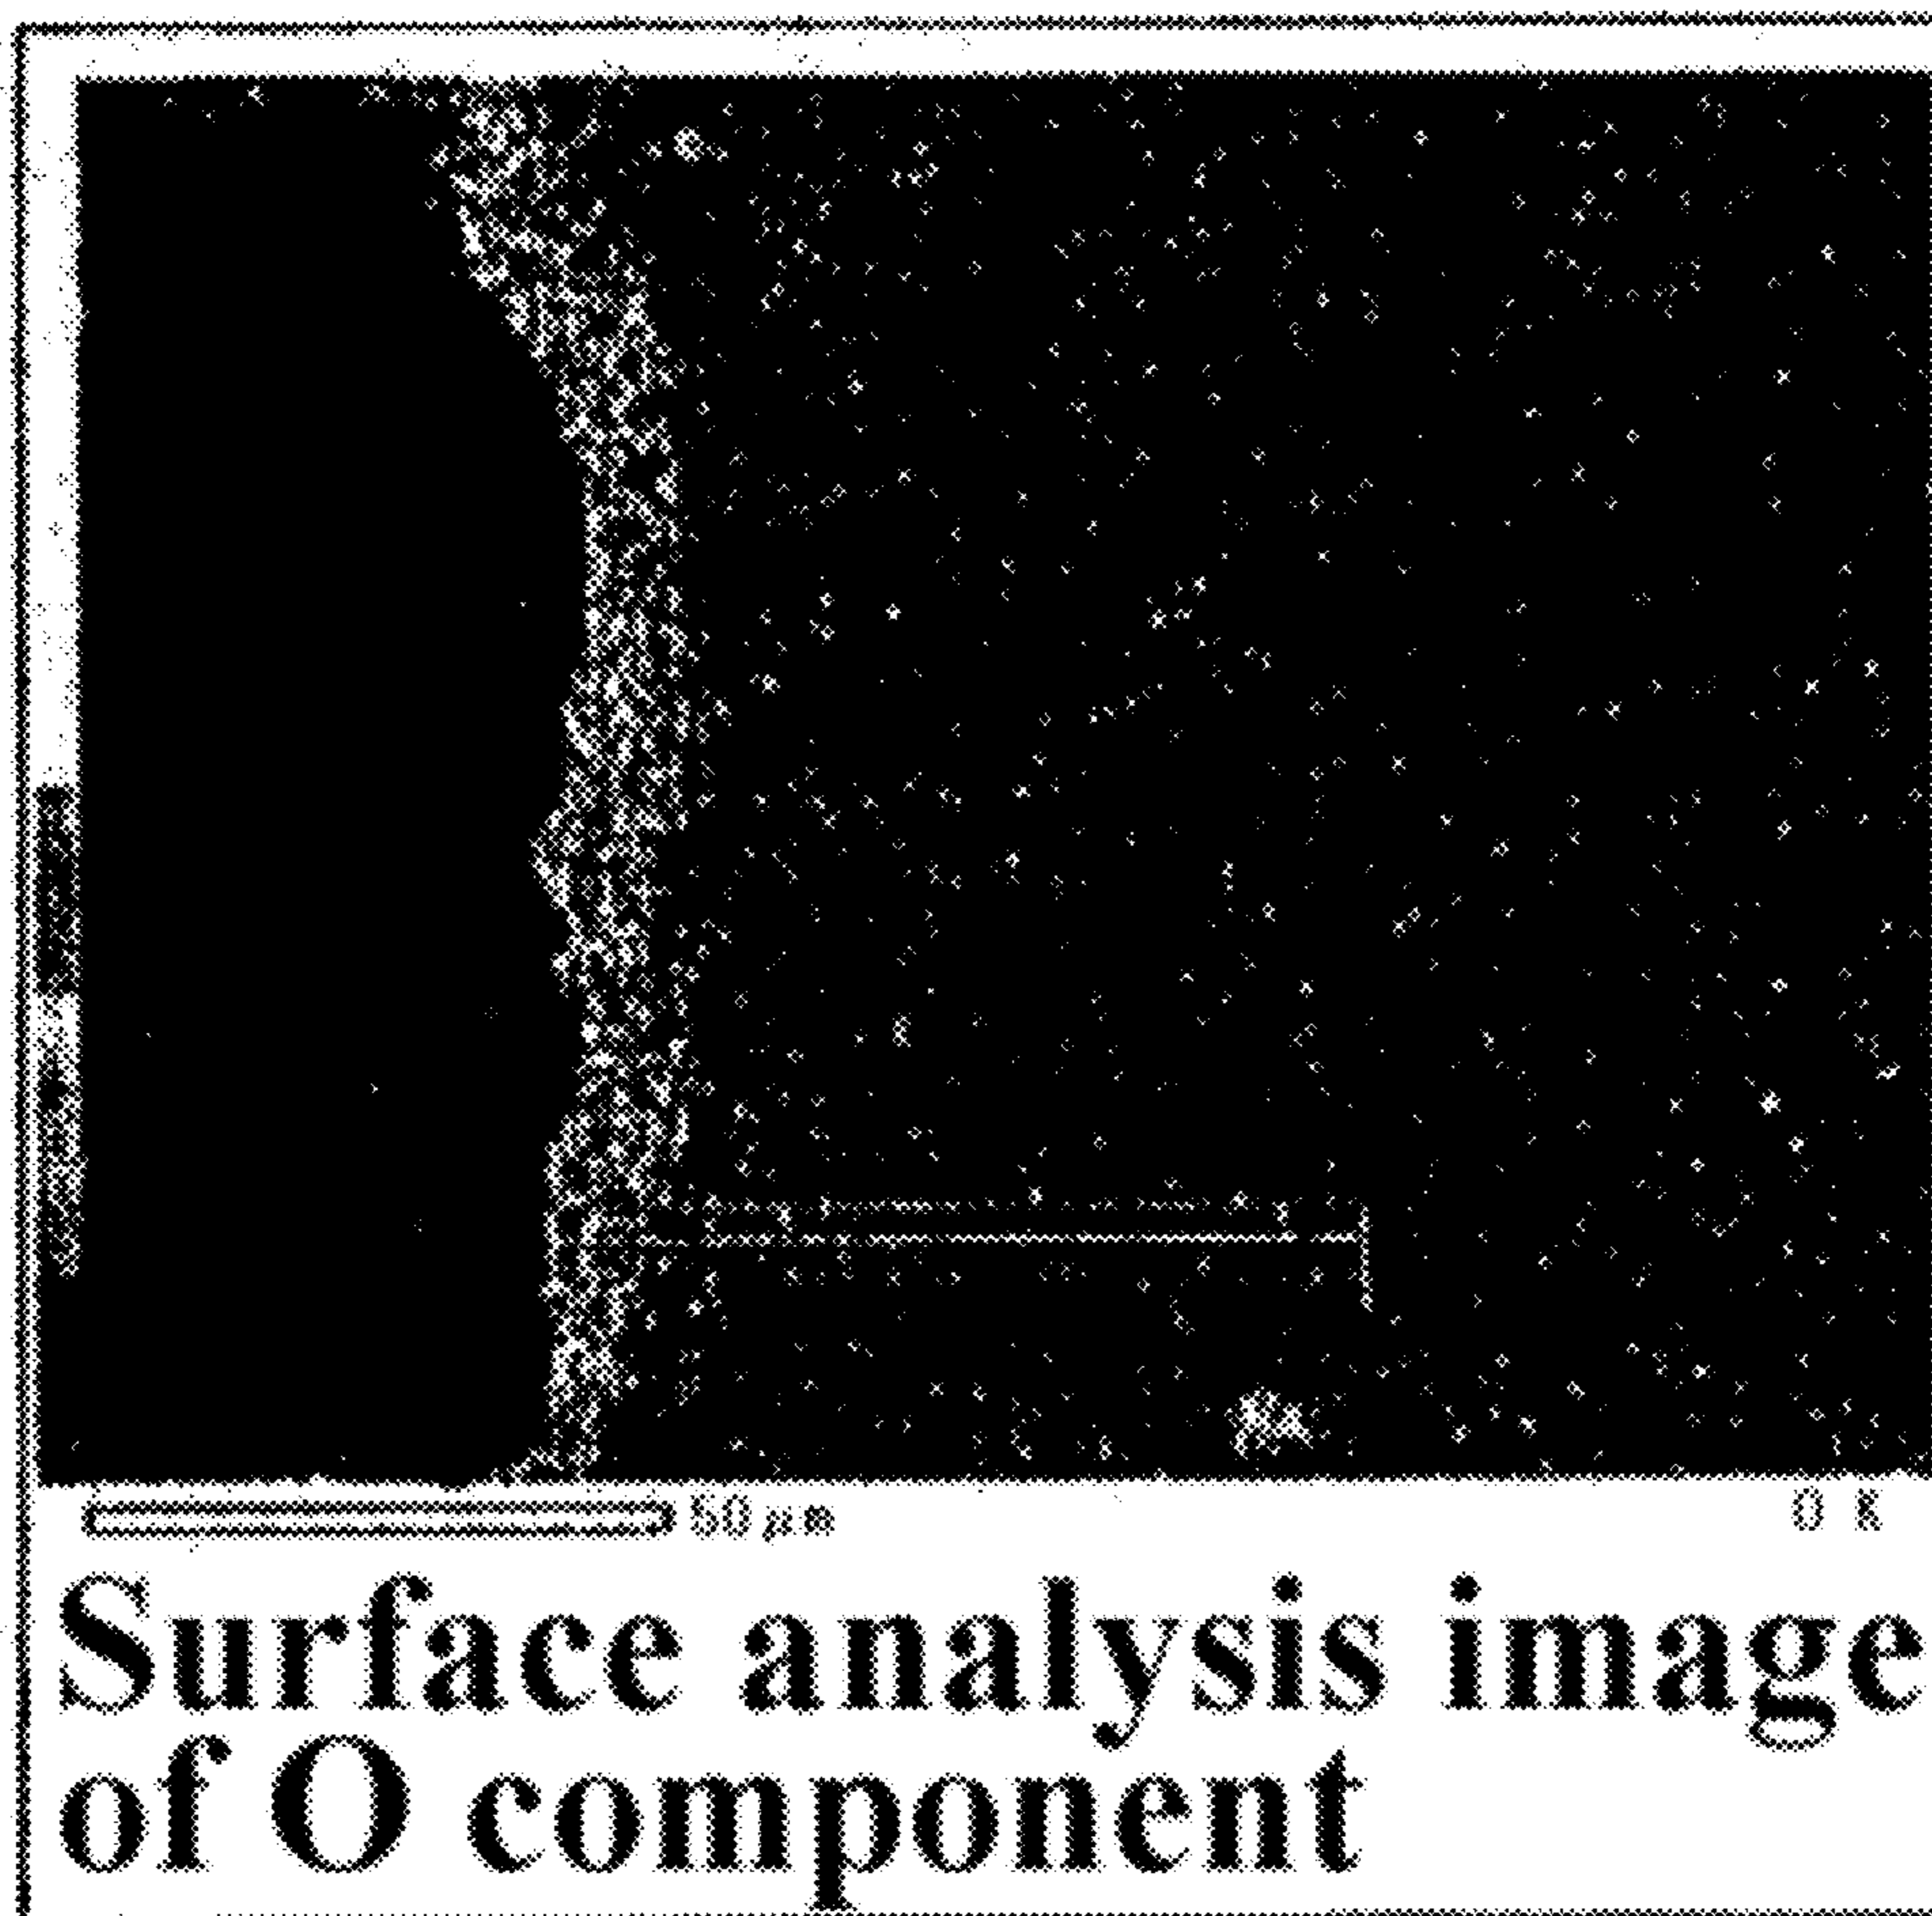 50 µm
O K
Surface analysis image
of O component